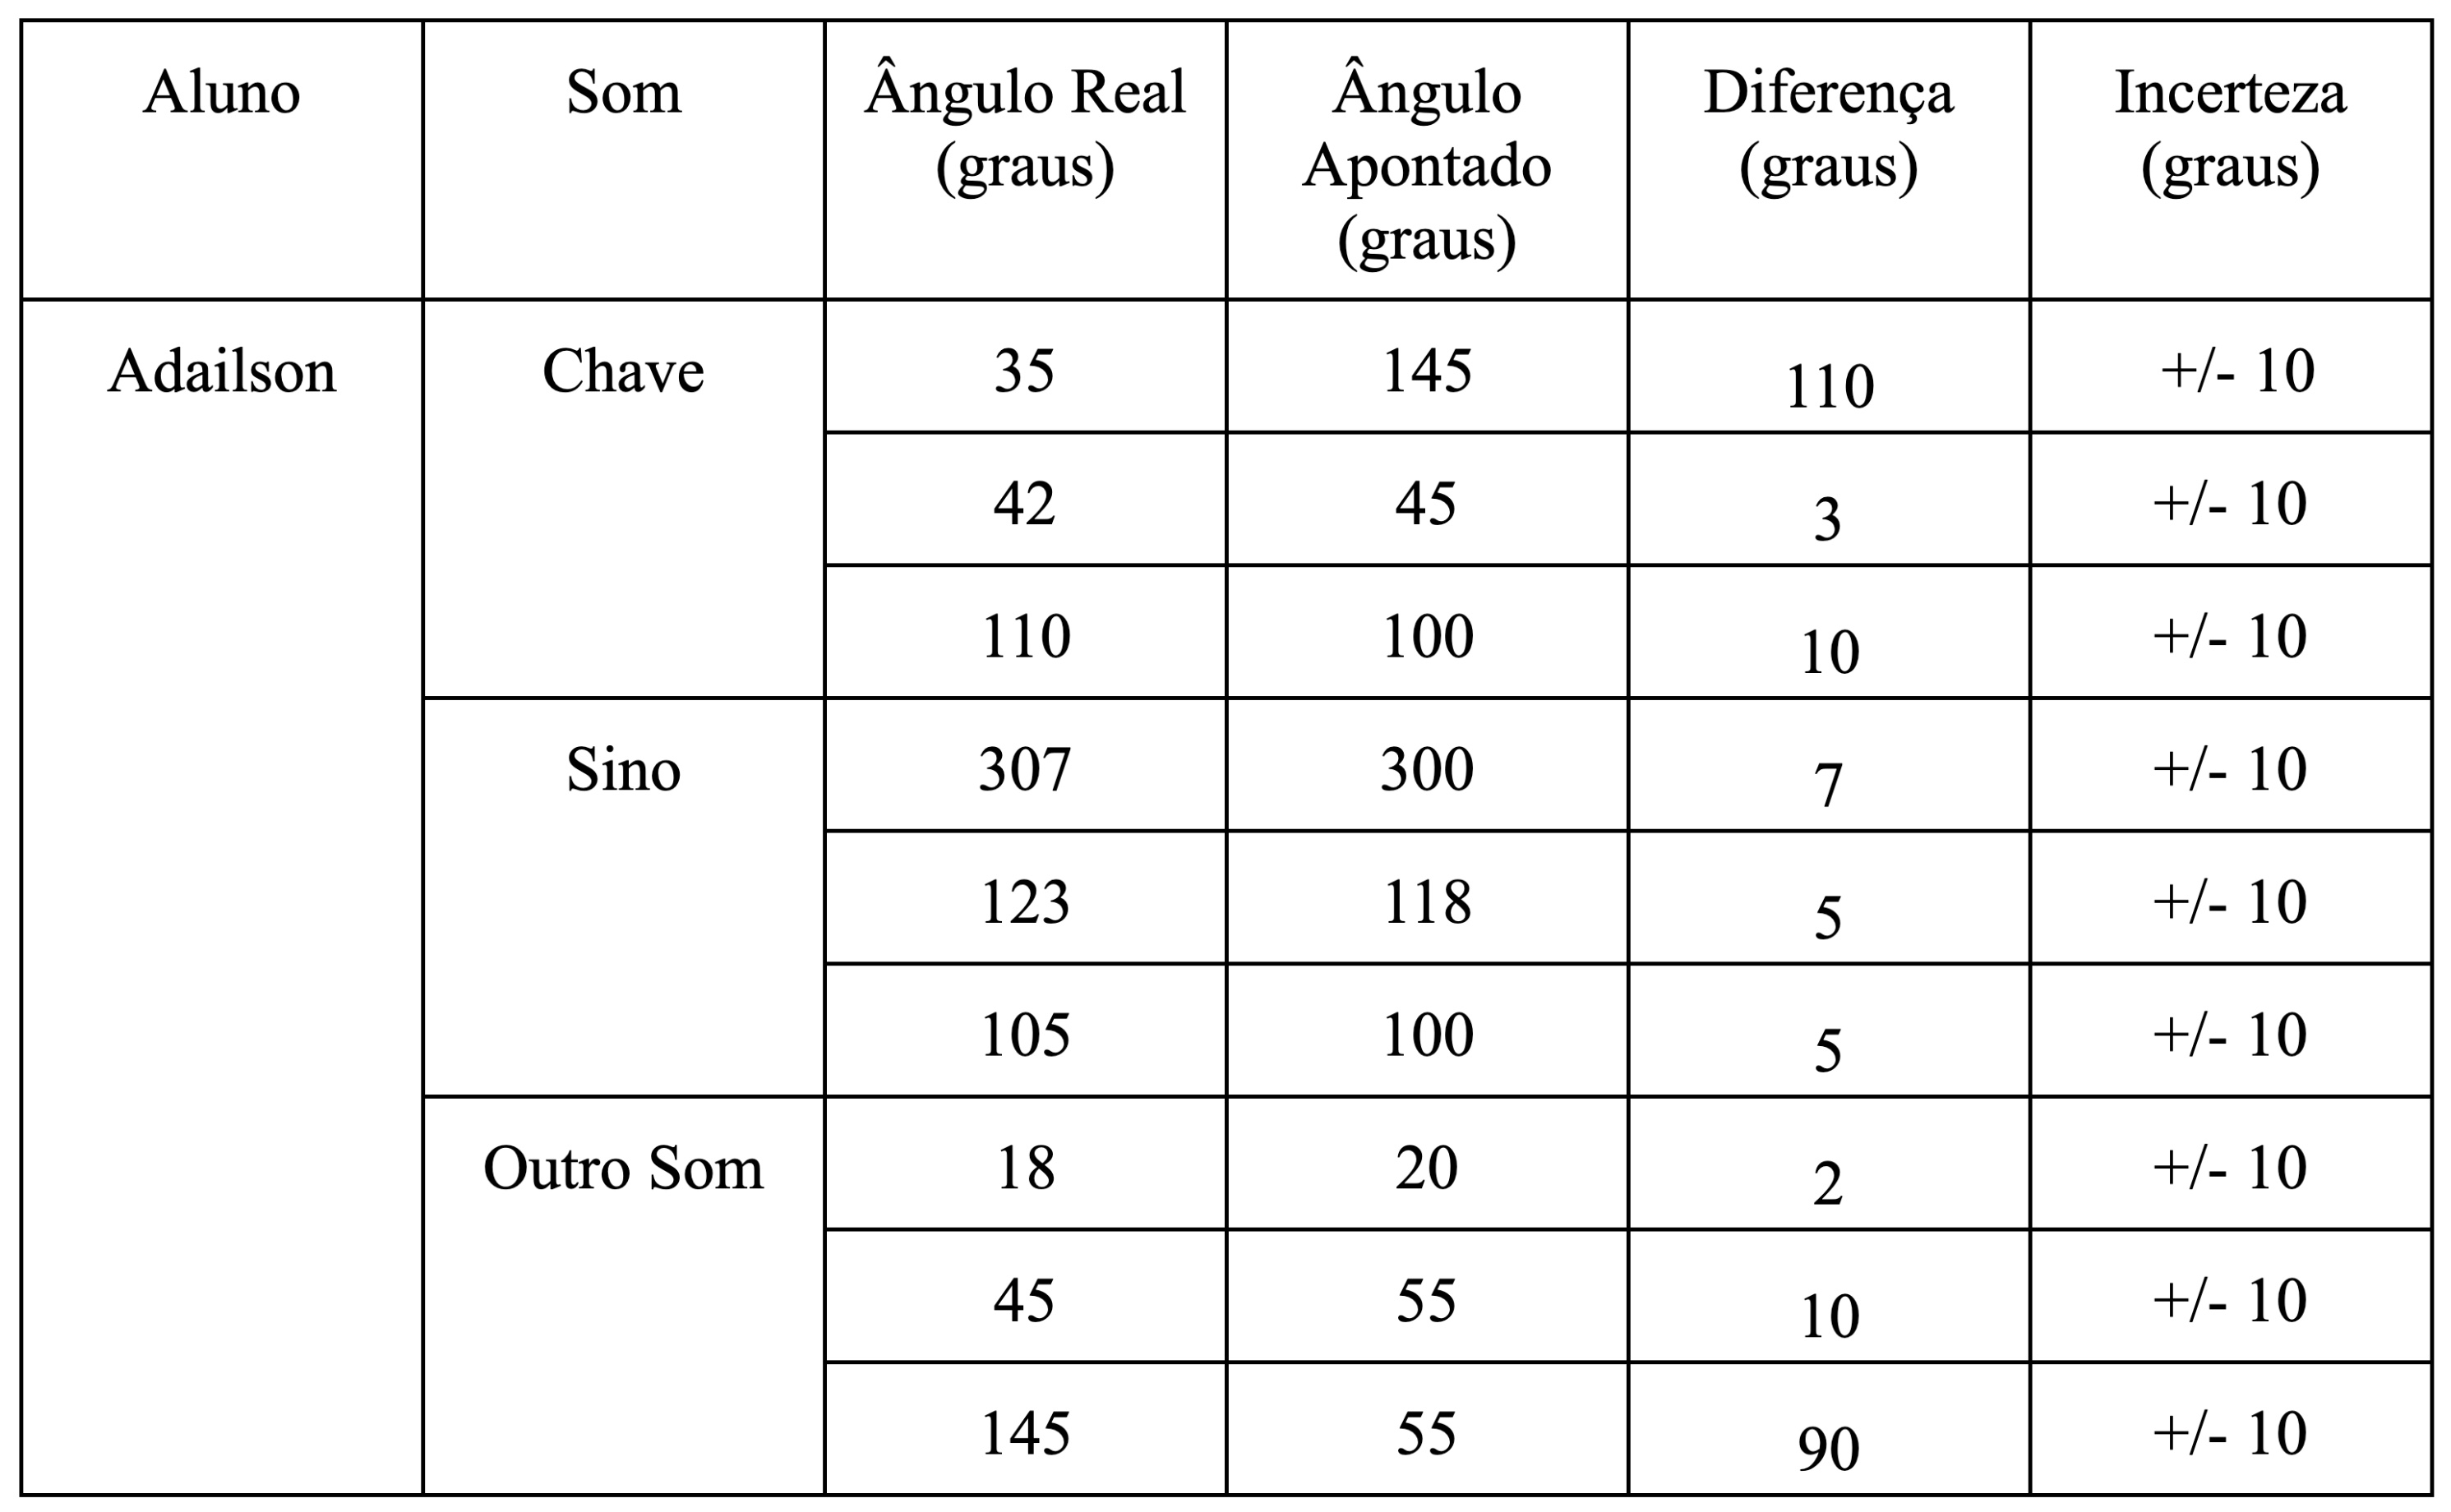 Aluno Som Ângulo Real (graus) Ângulo Apontado (graus) Diferença (graus) Incerteza (graus)
Adailson Chave 35 145 110 +/- 10
42 45 3 +/- 10
110 100 10 +/- 10
Sino 307 300 7 +/- 10
123 118 5 +/- 10
105 100 5 +/- 10
Outro Som 18 20 2 +/- 10
45 55 10 +/- 10
145 55 90 +/- 10